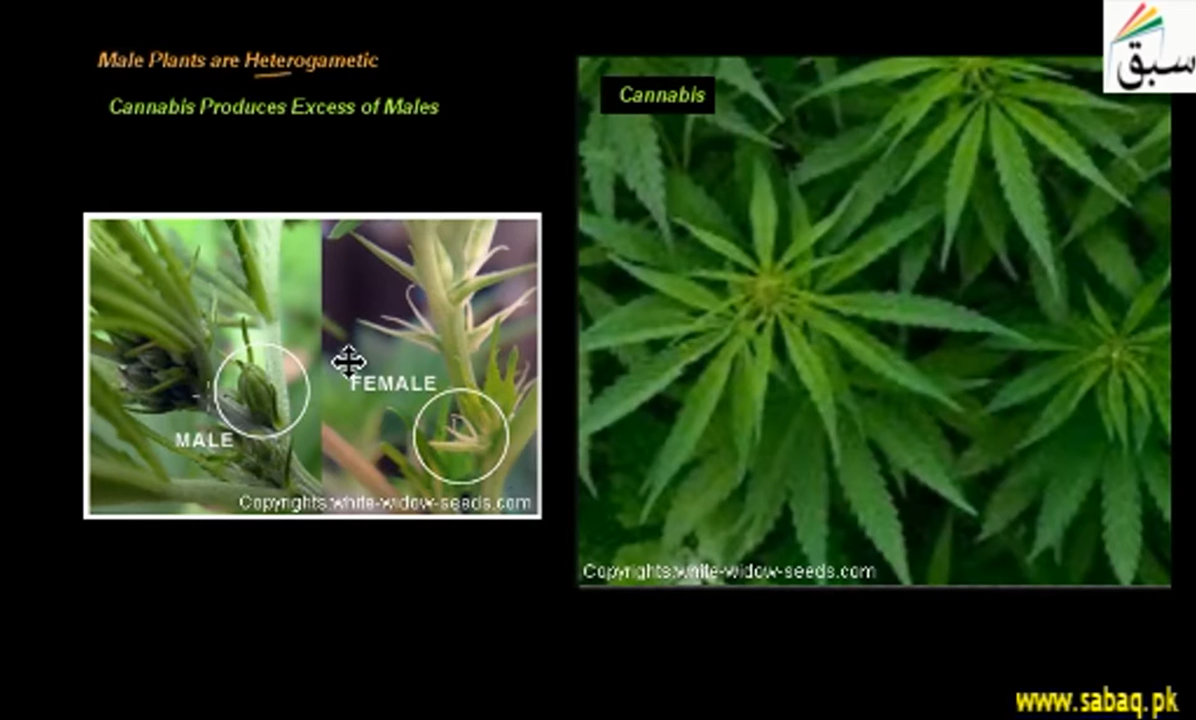 Male Plants are Heterogametic
Cannabis Produces Excess of Males
Cannabis
سبق
FEMALE
MALE
Copyrights:white-widow-seeds.com
Copyrights:white-widow-seeds.com
www.sabaq.pk